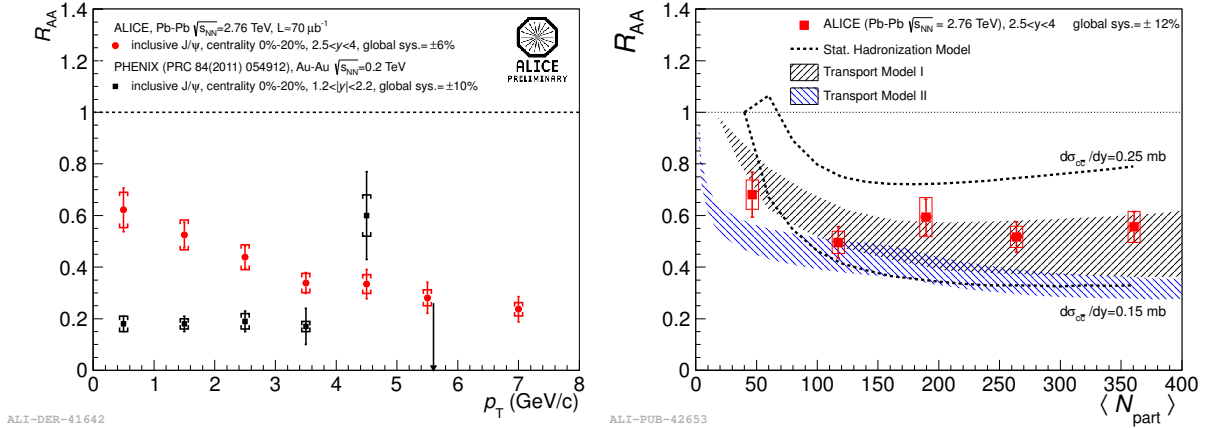 R_AA
1.4
1.2
1
0.8
0.6
0.4
0.2
0
ALICE, Pb-Pb √s_NN=2.76 TeV, L≈70 μb⁻¹
inclusive J/ψ, centrality 0%-20%, 2.5<y<4, global sys.= ±6%
PHENIX (PRC 84(2011) 054912), Au-Au √s_NN=0.2 TeV
inclusive J/ψ, centrality 0%-20%, 1.2<|y|<2.2, global sys.= ±10%
ALICE
PRELIMINARY
0 1 2 3 4 5 6 7 8
p_T (GeV/c)
ALI-DER-41642
R_AA
1.4
1.2
1
0.8
0.6
0.4
0.2
0
ALICE (Pb-Pb √s_NN = 2.76 TeV), 2.5<y<4 global sys.= ± 12%
Stat. Hadronization Model
Transport Model I
Transport Model II
dσ_cc̄/dy=0.25 mb
dσ_cc̄/dy=0.15 mb
0 50 100 150 200 250 300 350 400
⟨ N_part ⟩
ALI-PUB-42653